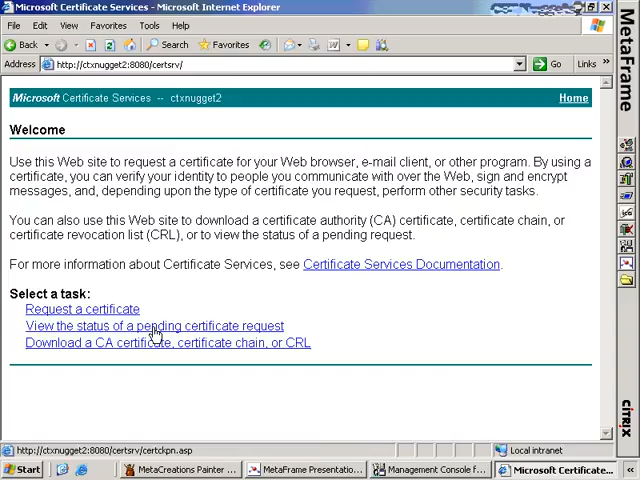 Microsoft Certificate Services - Microsoft Internet Explorer
File Edit View Favorites Tools Help
Back Search Favorites
Address http://ctxnugget2:8080/certsrv/ Go Links »
Microsoft Certificate Services -- ctxnugget2 Home
Welcome
Use this Web site to request a certificate for your Web browser, e-mail client, or other program. By using a
certificate, you can verify your identity to people you communicate with over the Web, sign and encrypt
messages, and, depending upon the type of certificate you request, perform other security tasks.
You can also use this Web site to download a certificate authority (CA) certificate, certificate chain, or
certificate revocation list (CRL), or to view the status of a pending request.
For more information about Certificate Services, see Certificate Services Documentation.
Select a task:
Request a certificate
View the status of a pending certificate request
Download a CA certificate, certificate chain, or CRL
http://ctxnugget2:8080/certsrv/certckpn.asp Local intranet
Start MetaCreations Painter ... MetaFrame Presentatio... Management Console f... Microsoft Certificate... «
MetaFrame
CITRIX